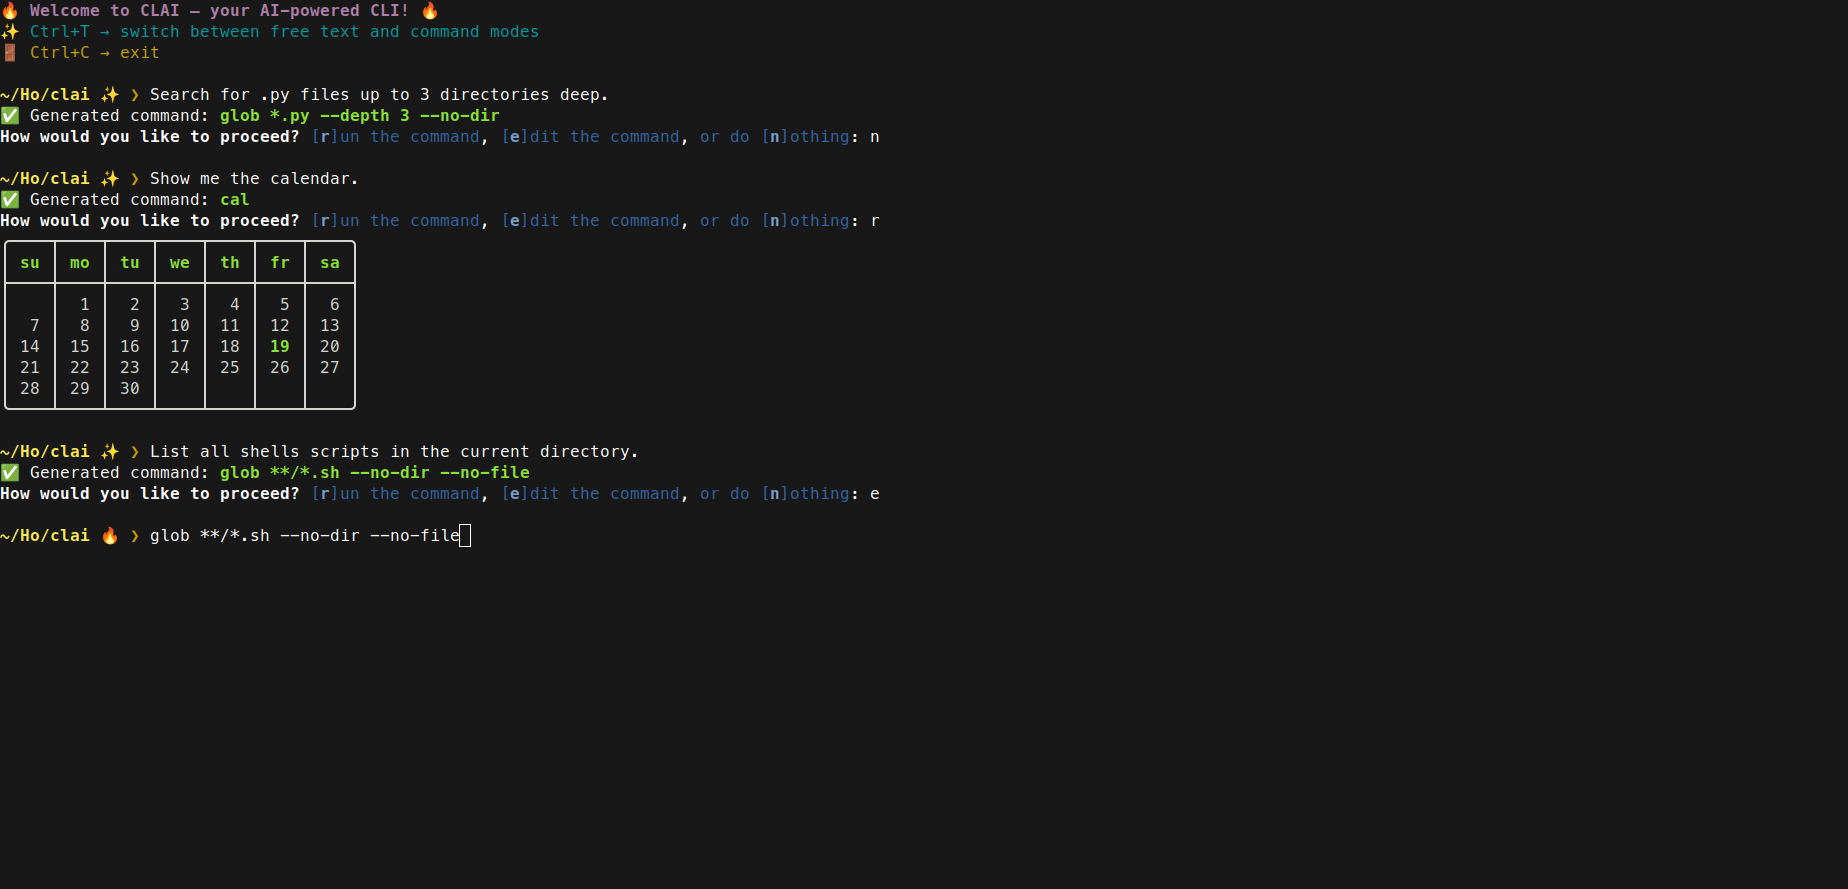 🔥 Welcome to CLAI – your AI-powered CLI! 🔥
✨ Ctrl+T → switch between free text and command modes
🚪 Ctrl+C → exit
~/Ho/clai ✨ ❯ Search for .py files up to 3 directories deep.
✅ Generated command: glob *.py --depth 3 --no-dir
How would you like to proceed? [r]un the command, [e]dit the command, or do [n]othing: n
~/Ho/clai ✨ ❯ Show me the calendar.
✅ Generated command: cal
How would you like to proceed? [r]un the command, [e]dit the command, or do [n]othing: r
su mo tu we th fr sa
1 2 3 4 5 6
7 8 9 10 11 12 13
14 15 16 17 18 19 20
21 22 23 24 25 26 27
28 29 30
~/Ho/clai ✨ ❯ List all shells scripts in the current directory.
✅ Generated command: glob **/*.sh --no-dir --no-file
How would you like to proceed? [r]un the command, [e]dit the command, or do [n]othing: e
~/Ho/clai 🔥 ❯ glob **/*.sh --no-dir --no-file